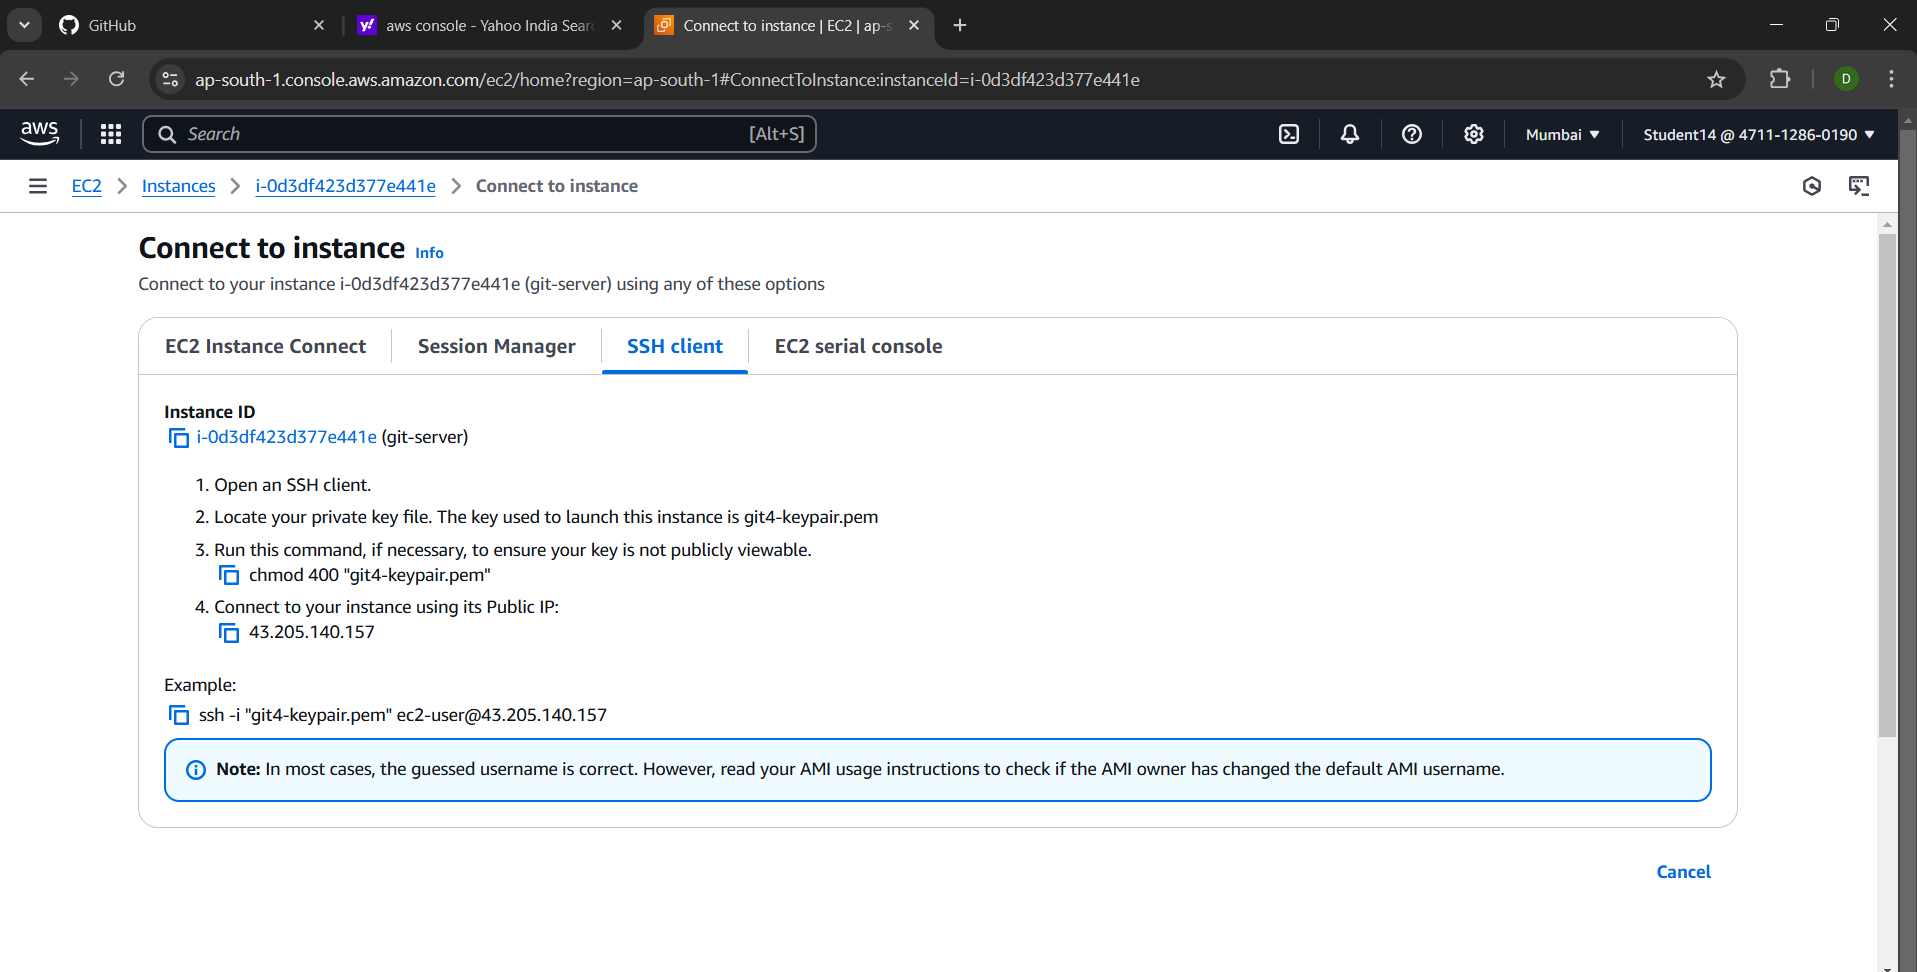 GitHub
aws console - Yahoo India Sear
Connect to instance | EC2 | ap-s
ap-south-1.console.aws.amazon.com/ec2/home?region=ap-south-1#ConnectToInstance:instanceId=i-0d3df423d377e441e
D
aws
Search
[Alt+S]
Mumbai
Student14 @ 4711-1286-0190
EC2
Instances
i-0d3df423d377e441e
Connect to instance
Connect to instance Info
Connect to your instance i-0d3df423d377e441e (git-server) using any of these options
EC2 Instance Connect
Session Manager
SSH client
EC2 serial console
Instance ID
i-0d3df423d377e441e (git-server)
1. Open an SSH client.
2. Locate your private key file. The key used to launch this instance is git4-keypair.pem
3. Run this command, if necessary, to ensure your key is not publicly viewable.
chmod 400 "git4-keypair.pem"
4. Connect to your instance using its Public IP:
43.205.140.157
Example:
ssh -i "git4-keypair.pem" ec2-user@43.205.140.157
Note: In most cases, the guessed username is correct. However, read your AMI usage instructions to check if the AMI owner has changed the default AMI username.
Cancel